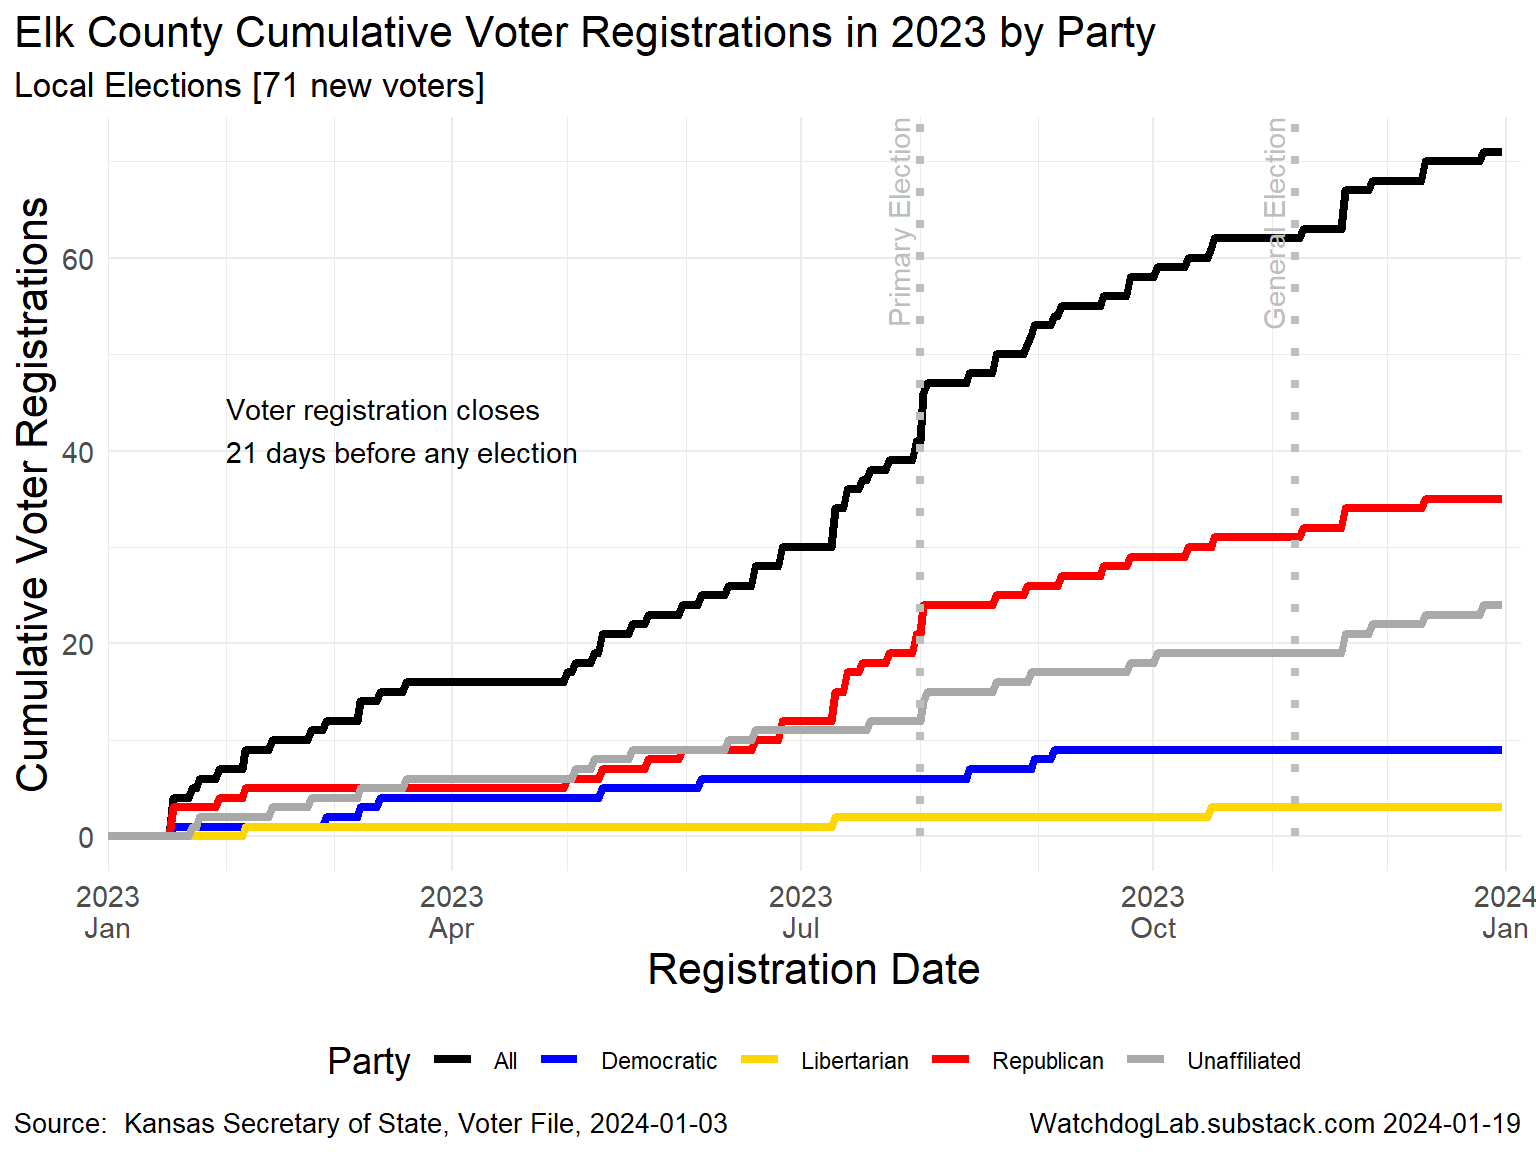 Elk County Cumulative Voter Registrations in 2023 by Party
Local Elections [71 new voters]
Cumulative Voter Registrations
60
40
20
0
Primary Election
General Election
Voter registration closes
21 days before any election
2023 2023 2023 2023 2024
Jan Apr Jul Oct Jan
Registration Date
Party All Democratic Libertarian Republican Unaffiliated
Source:  Kansas Secretary of State, Voter File, 2024-01-03
WatchdogLab.substack.com 2024-01-19